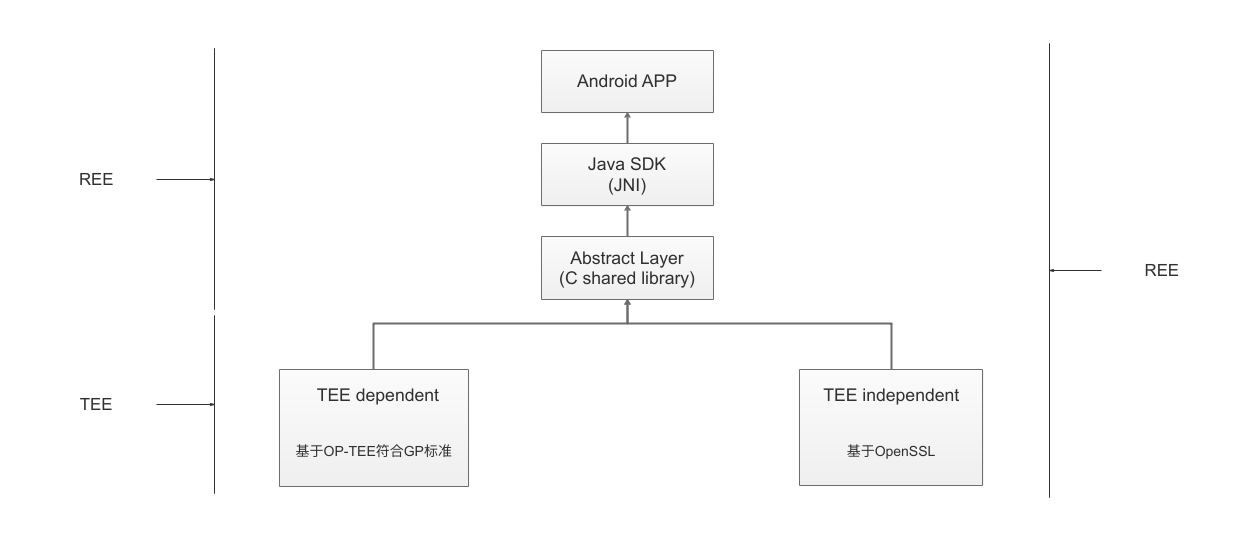 Android APP
Java SDK
(JNI)
REE
Abstract Layer
(C shared library)
REE
TEE dependent
基于OP-TEE符合GP标准
TEE independent
基于OpenSSL
TEE